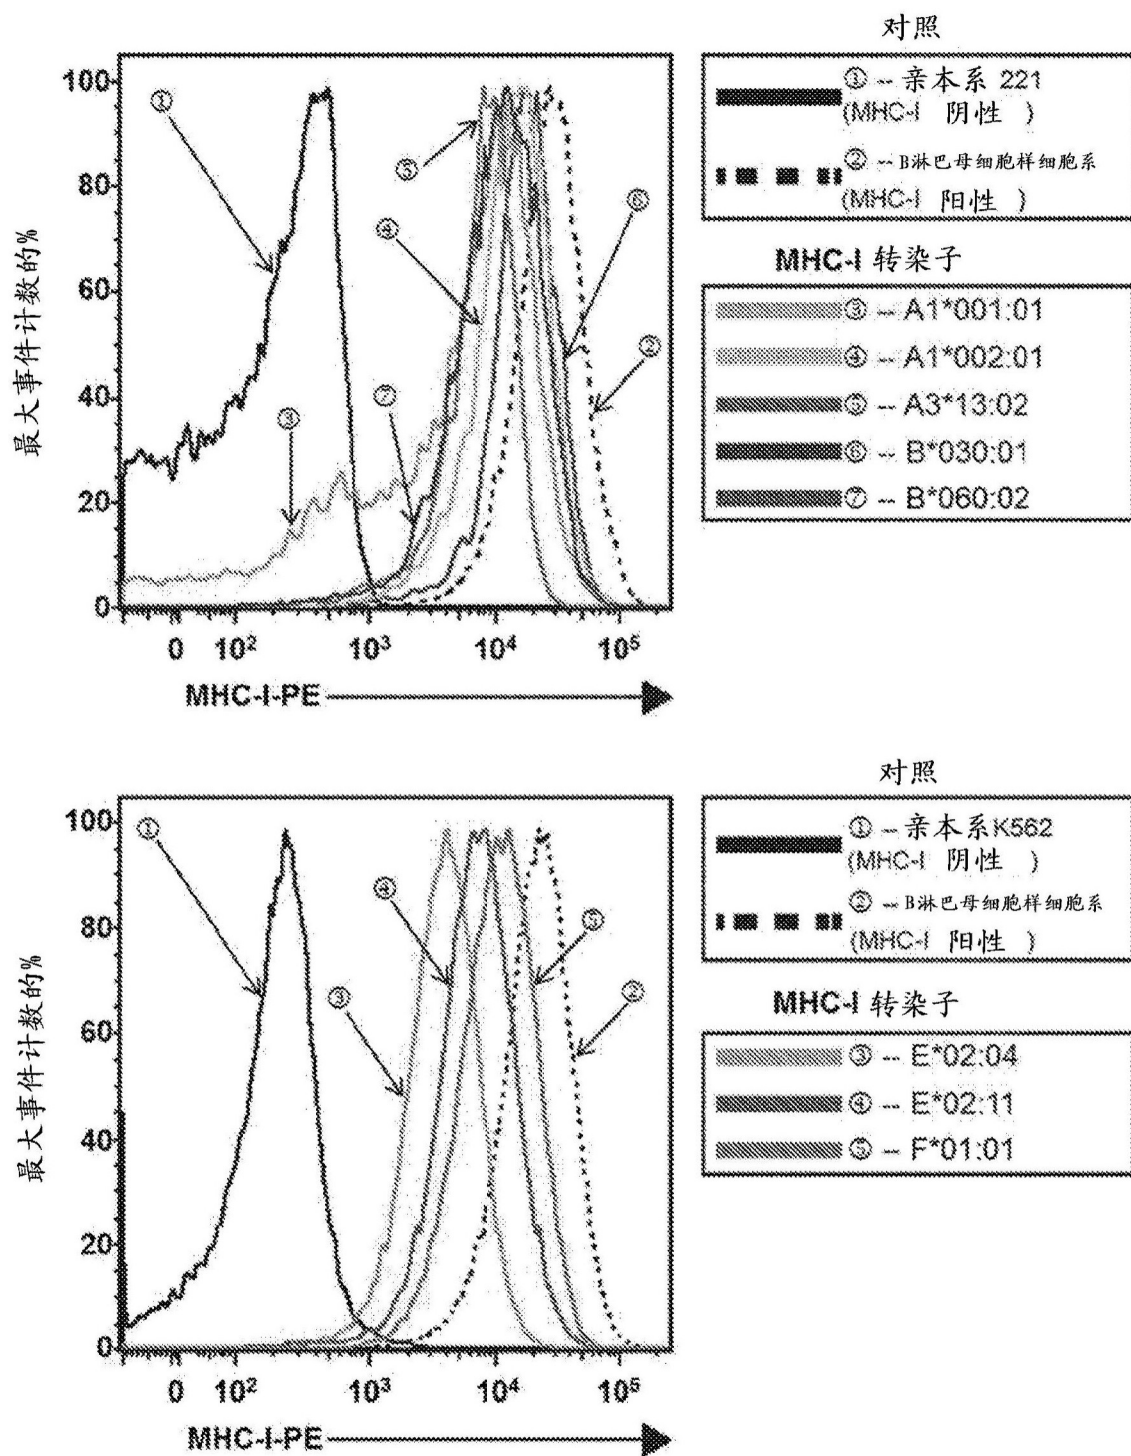 对照
① -- 亲本系 221
(MHC-I 阴性 )
② -- B淋巴母细胞样细胞系
(MHC-I 阳性 )
MHC-I 转染子
③ -- A1*001:01
④ -- A1*002:01
⑤ -- A3*13:02
⑥ -- B*030:01
⑦ -- B*060:02
最大事件计数的%
100
80
60
40
20
0
① ⑤ ④ ⑥ ② ⑦ ③
0 10² 10³ 10⁴ 10⁵
MHC-I-PE
对照
① -- 亲本系K562
(MHC-I 阴性 )
② -- B淋巴母细胞样细胞系
(MHC-I 阳性 )
MHC-I 转染子
③ -- E*02:04
④ -- E*02:11
⑤ -- F*01:01
最大事件计数的%
100
80
60
40
20
0
① ④ ⑤ ③ ②
0 10² 10³ 10⁴ 10⁵
MHC-I-PE